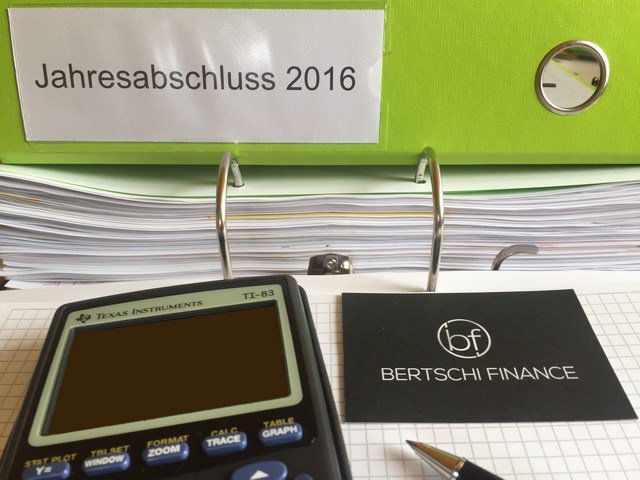 Jahresabschluss 2016
TEXAS INSTRUMENTS
TI-83
bf
BERTSCHI FINANCE
STAT PLOT
TBLSET
FORMAT
CALC
TABLE
Y=
WINDOW
ZOOM
TRACE
GRAPH